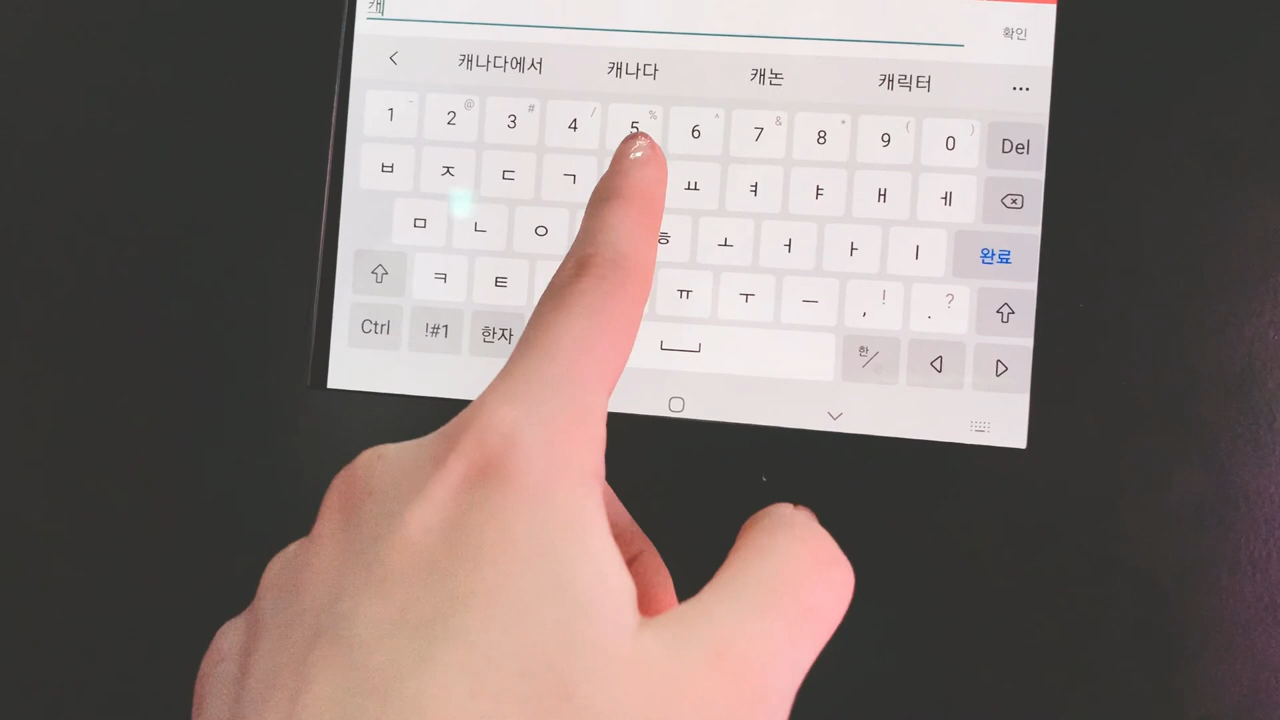 캐
확인
캐나다에서 캐나다 캐논 캐릭터 ...
1 - 2 @ 3 # 4 / 5 % 6 ^ 7 & 8 * 9 ( 0 ) Del
ㅂ ㅈ ㄷ ㄱ ㅛ ㅕ ㅑ ㅐ ㅔ
ㅁ ㄴ ㅇ ㅎ ㅗ ㅓ ㅏ ㅣ 완료
ㅋ ㅌ ㅠ ㅜ ㅡ , ! . ?
Ctrl !#1 한자 한/